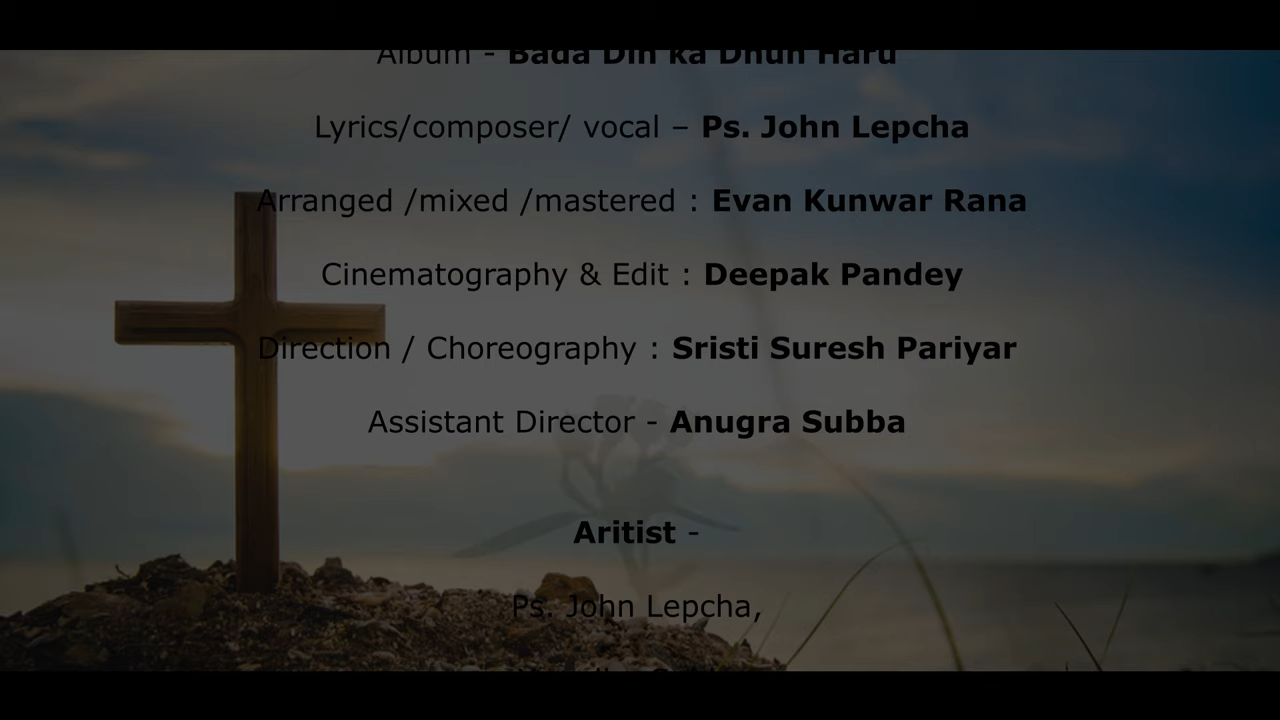 Album - Bada Din ka Dhun Haru
Lyrics/composer/ vocal – Ps. John Lepcha
Arranged /mixed /mastered : Evan Kunwar Rana
Cinematography & Edit : Deepak Pandey
Direction / Choreography : Sristi Suresh Pariyar
Assistant Director - Anugra Subba
Aritist -
Ps. John Lepcha,